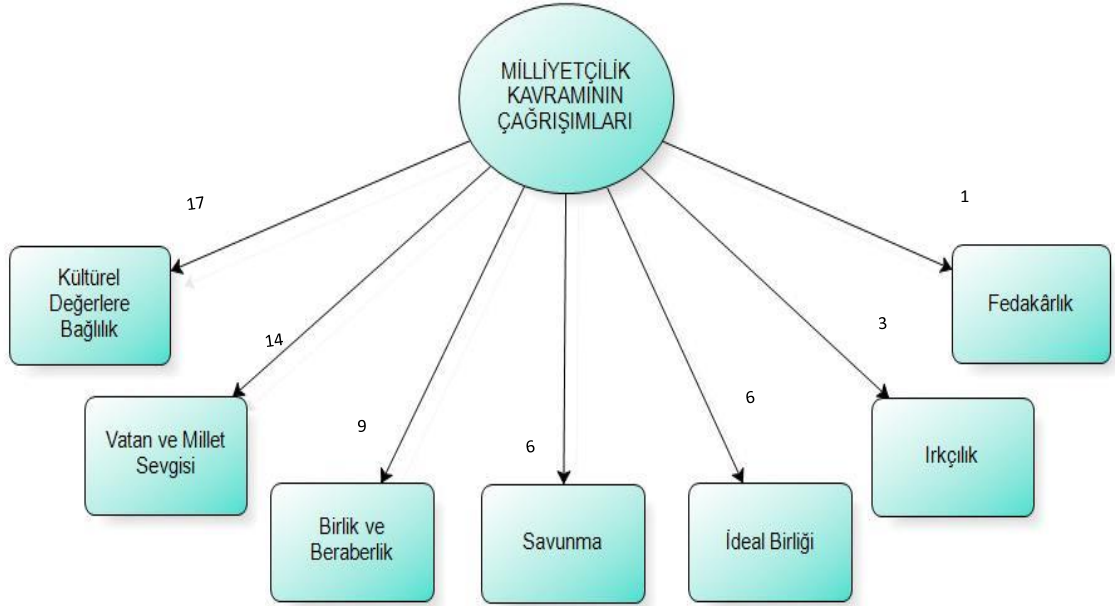 MİLLİYETÇİLİK
KAVRAMININ
ÇAĞRIŞIMLARI
17
1
Kültürel
Değerlere
Bağlılık
Fedakârlık
14
3
Vatan ve Millet
Sevgisi
9
6
6
Irkçılık
Birlik ve
Beraberlik
Savunma
İdeal Birliği